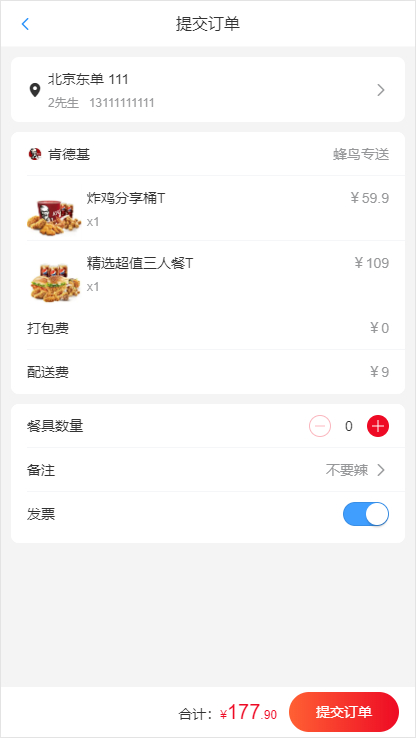 提交订单
北京东单 111
2先生 13111111111
肯德基 蜂鸟专送
炸鸡分享桶T ￥59.9
x1
精选超值三人餐T ￥109
x1
打包费 ￥0
配送费 ￥9
餐具数量 0
备注 不要辣
发票
合计：¥177.90 提交订单